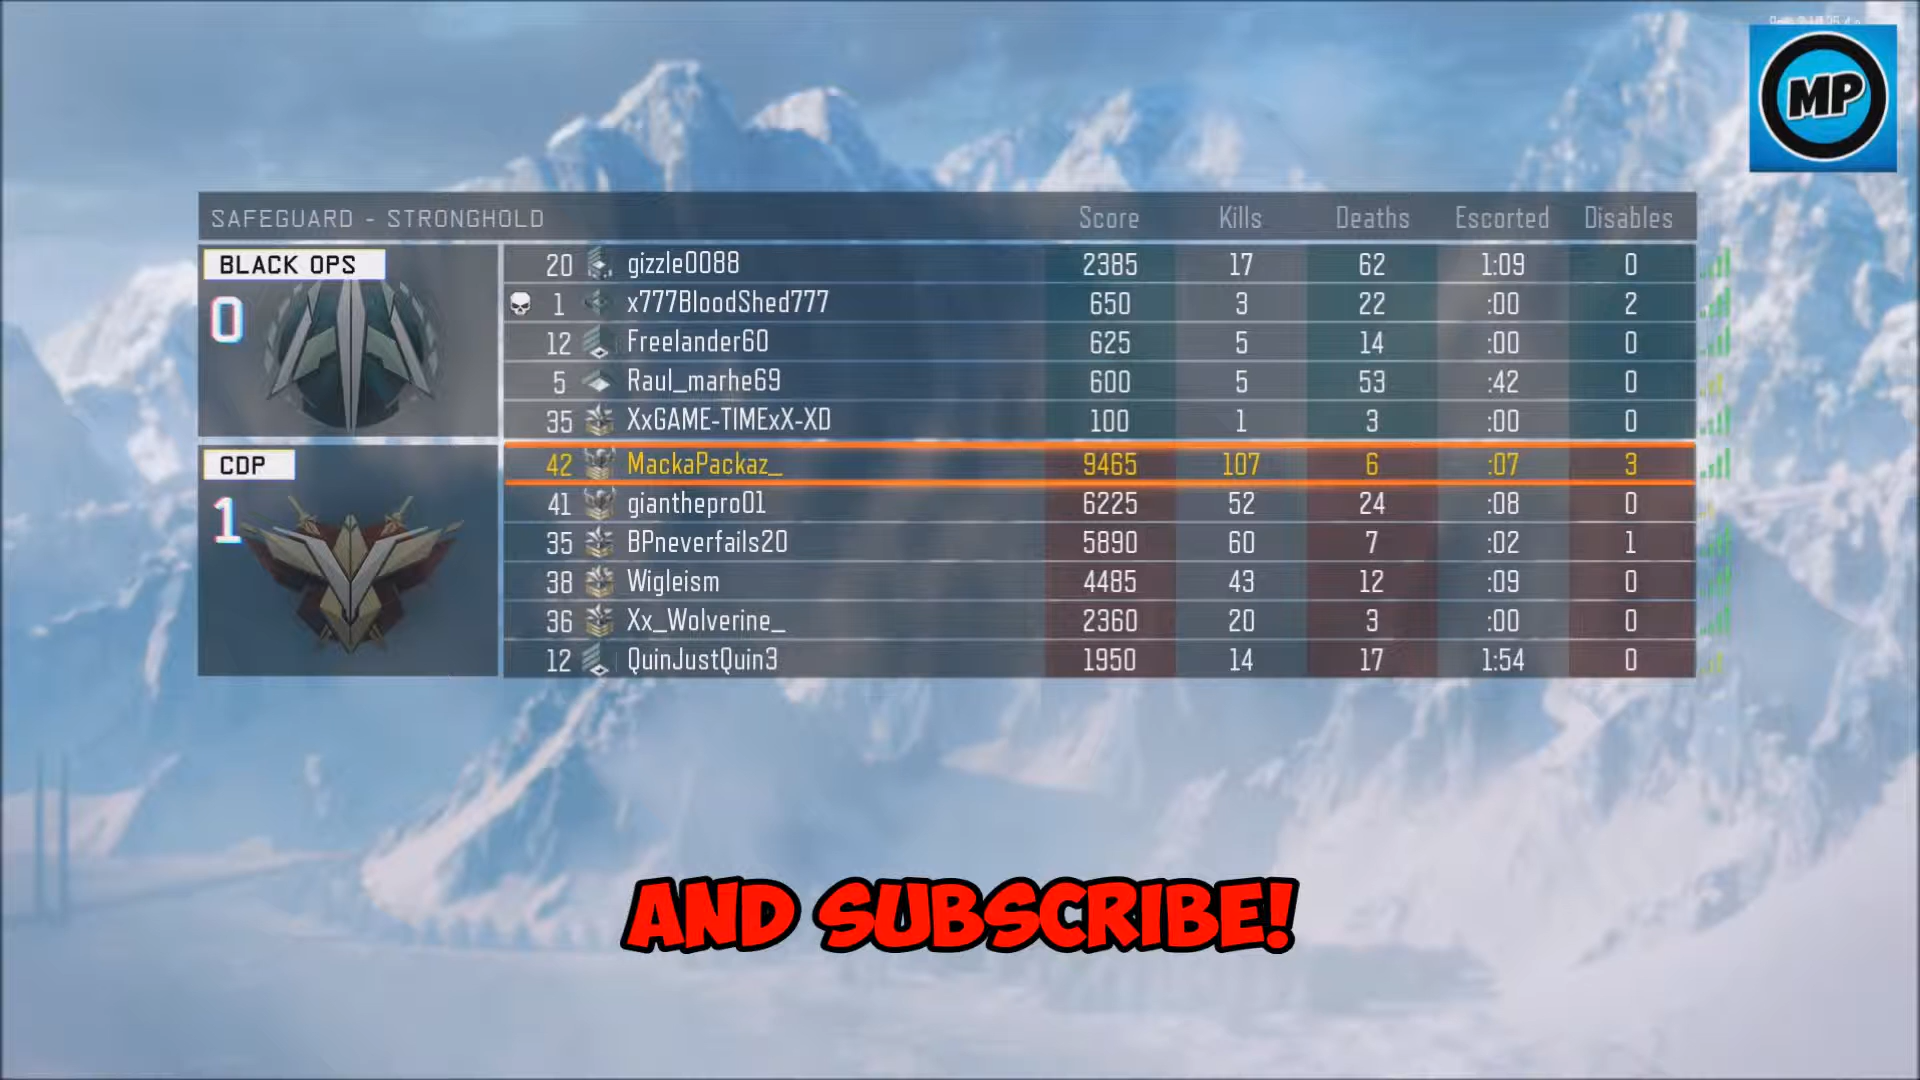 MP
SAFEGUARD - STRONGHOLD Score Kills Deaths Escorted Disables
BLACK OPS
0
20 gizzle0088 2385 17 62 1:09 0
1 x777BloodShed777 650 3 22 :00 2
12 Freelander60 625 5 14 :00 0
5 Raul_marhe69 600 5 53 :42 0
35 XxGAME-TIMExX-XD 100 1 3 :00 0
CDP
1
42 MackaPackaz_ 9465 107 6 :07 3
41 gianthepro01 6225 52 24 :08 0
35 BPneverfails20 5890 60 7 :02 1
38 Wigleism 4485 43 12 :09 0
36 Xx_Wolverine_ 2360 20 3 :00 0
12 QuinJustQuin3 1950 14 17 1:54 0
AND SUBSCRIBE!